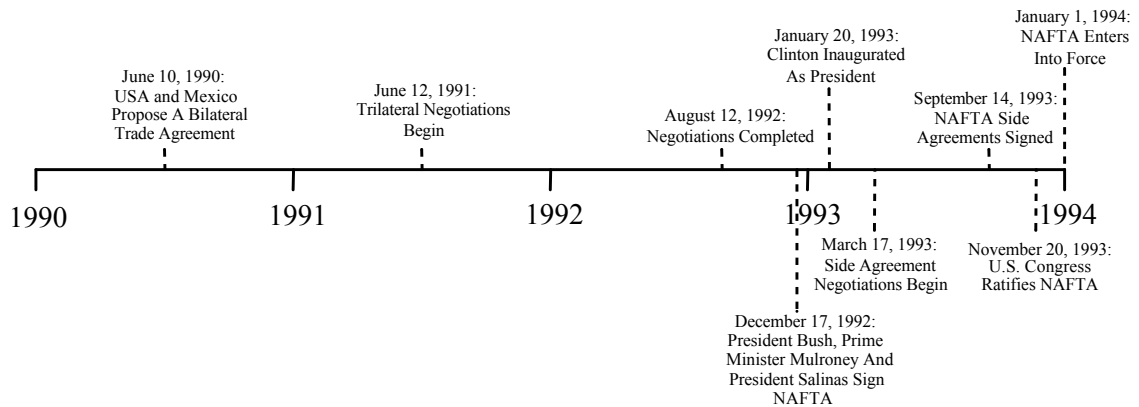 June 10, 1990:
USA and Mexico
Propose A Bilateral
Trade Agreement
June 12, 1991:
Trilateral Negotiations
Begin
August 12, 1992:
Negotiations Completed
January 20, 1993:
Clinton Inaugurated
As President
September 14, 1993:
NAFTA Side
Agreements Signed
January 1, 1994:
NAFTA Enters
Into Force
1990
1991
1992
1993
1994
December 17, 1992:
President Bush, Prime
Minister Mulroney And
President Salinas Sign
NAFTA
March 17, 1993:
Side Agreement
Negotiations Begin
November 20, 1993:
U.S. Congress
Ratifies NAFTA